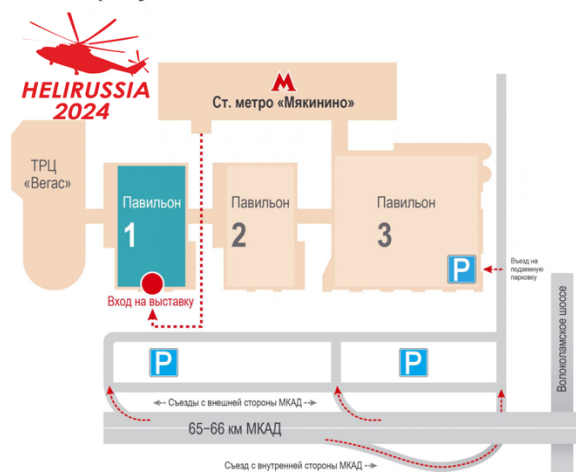 HELIRUSSIA
2024
М
Ст. метро «Мякинино»
ТРЦ
«Вегас»
Павильон
1
Павильон
2
Павильон
3
P
Въезд на
подземную
парковку
Вход на выставку
P
P
Волоколамское шоссе
Съезды с внешней стороны МКАД
65–66 км МКАД
Съезд с внутренней стороны МКАД